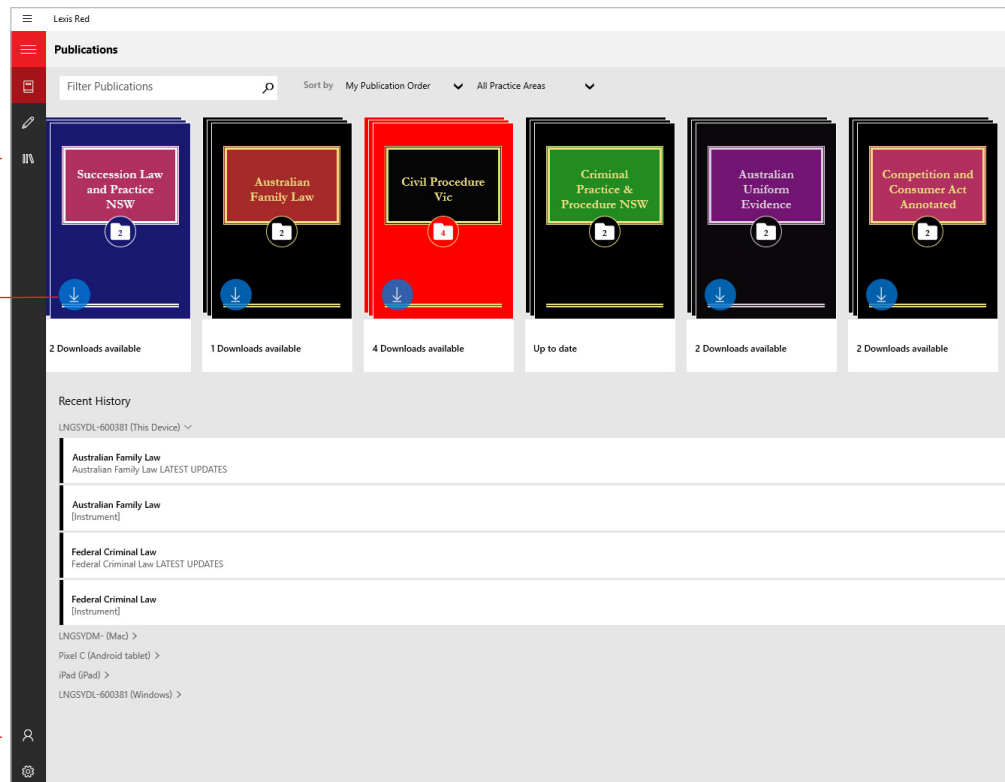 Lexis Red
Publications
Filter Publications
Sort by My Publication Order All Practice Areas
Succession Law
and Practice
NSW
2
2 Downloads available
Australian
Family Law
2
1 Downloads available
Civil Procedure
Vic
4
4 Downloads available
Criminal
Practice &
Procedure NSW
2
Up to date
Australian
Uniform
Evidence
2
2 Downloads available
Competition and
Consumer Act
Annotated
2
2 Downloads available
Recent History
LNGSYDL-600381 (This Device)
Australian Family Law
Australian Family Law LATEST UPDATES
Australian Family Law
[Instrument]
Federal Criminal Law
Federal Criminal Law LATEST UPDATES
Federal Criminal Law
[Instrument]
LNGSYDM- (Mac) >
Pixel C (Android tablet) >
iPad (iPad) >
LNGSYDL-600381 (Windows) >